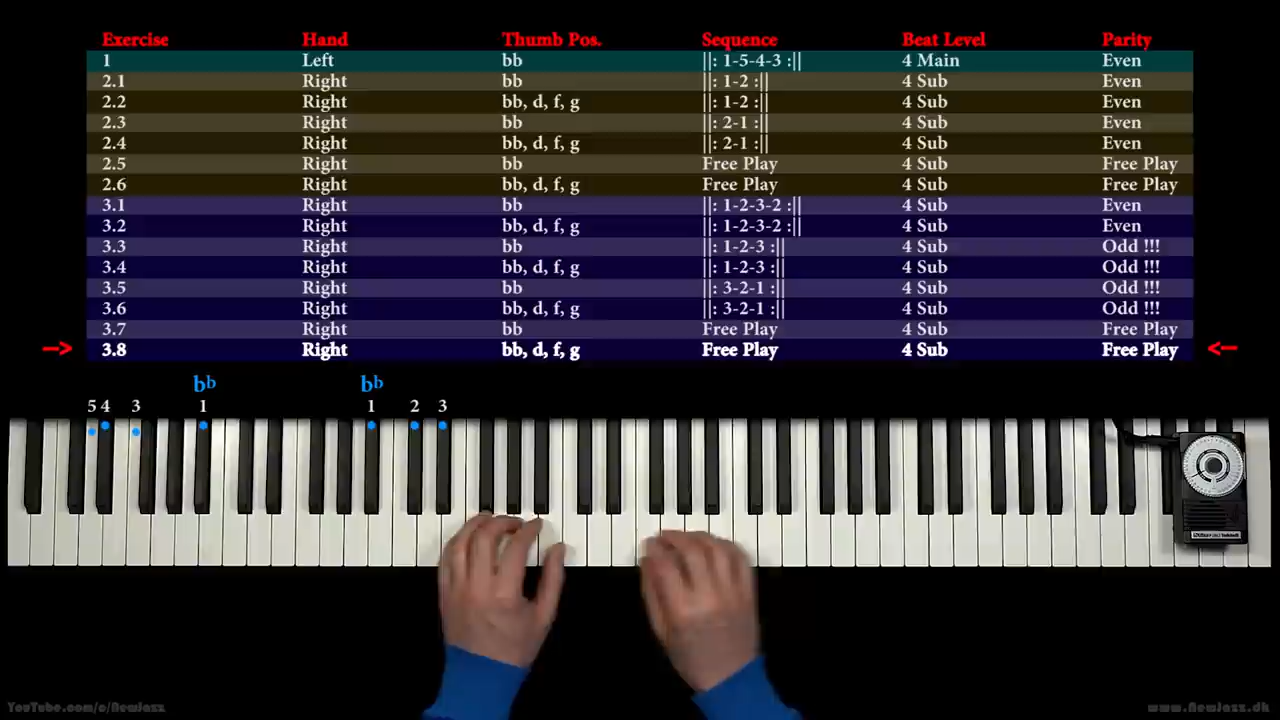 Exercise Hand Thumb Pos. Sequence Beat Level Parity
1 Left bb ||: 1-5-4-3 :|| 4 Main Even
2.1 Right bb ||: 1-2 :|| 4 Sub Even
2.2 Right bb, d, f, g ||: 1-2 :|| 4 Sub Even
2.3 Right bb ||: 2-1 :|| 4 Sub Even
2.4 Right bb, d, f, g ||: 2-1 :|| 4 Sub Even
2.5 Right bb Free Play 4 Sub Free Play
2.6 Right bb, d, f, g Free Play 4 Sub Free Play
3.1 Right bb ||: 1-2-3-2 :|| 4 Sub Even
3.2 Right bb, d, f, g ||: 1-2-3-2 :|| 4 Sub Even
3.3 Right bb ||: 1-2-3 :|| 4 Sub Odd !!!
3.4 Right bb, d, f, g ||: 1-2-3 :|| 4 Sub Odd !!!
3.5 Right bb ||: 3-2-1 :|| 4 Sub Odd !!!
3.6 Right bb, d, f, g ||: 3-2-1 :|| 4 Sub Odd !!!
3.7 Right bb Free Play 4 Sub Free Play
--> 3.8 Right bb, d, f, g Free Play 4 Sub Free Play <--
bb bb
5 4 3 1 1 2 3
YouTube.com/c/NewJazz www.NewJazz.dk